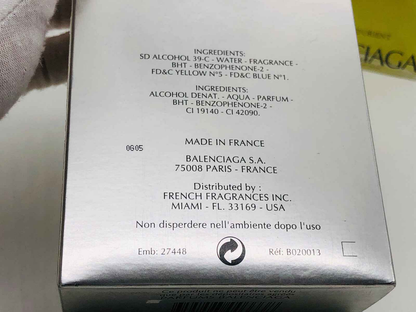 INGREDIENTS:
SD ALCOHOL 39-C - WATER - FRAGRANCE -
BHT - BENZOPHENONE-2 -
FD&C YELLOW N°5 - FD&C BLUE N°1.
INGREDIENTS:
ALCOHOL DENAT. - AQUA - PARFUM -
BHT - BENZOPHENONE-2 -
CI 19140 - CI 42090.
MADE IN FRANCE
0G05
BALENCIAGA S.A.
75008 PARIS - FRANCE
Distributed by :
FRENCH FRAGRANCES INC.
MIAMI - FL. 33169 - USA
Non disperdere nell'ambiente dopo l'uso
Emb: 27448
Réf: B020013
CIAGA